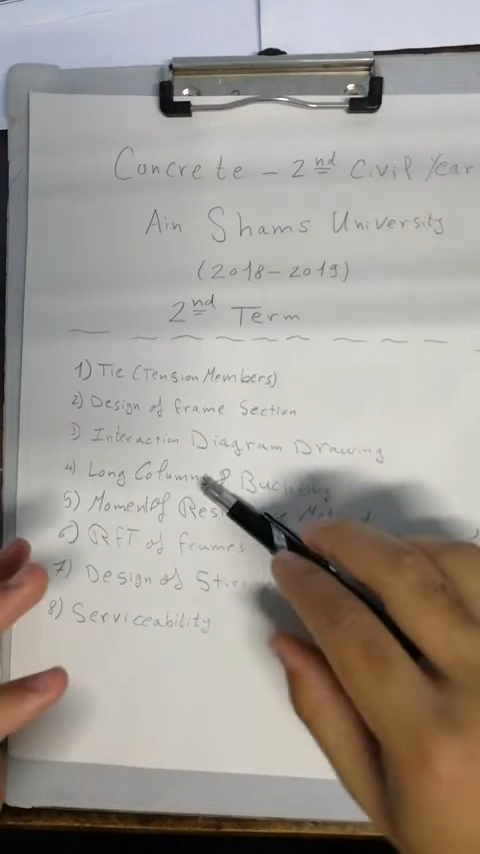 Concrete - 2nd Civil Year
Ain Shams University
(2018-2019)
2nd Term
1) Tie (Tension Members)
2) Design of frame Section
3) Interaction Diagram Drawing
4) Long Columns & Buckling
5) Moment Of
6) RFT of frames
7) Design of
8) Serviceability